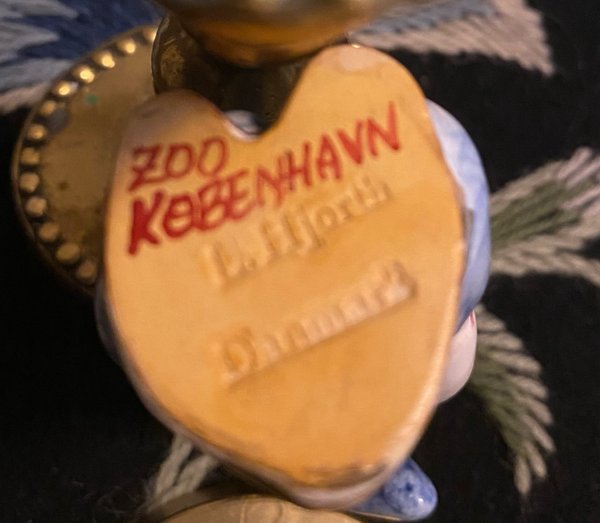 ZOO
KØBENHAVN
L. Hjorth
Danmark